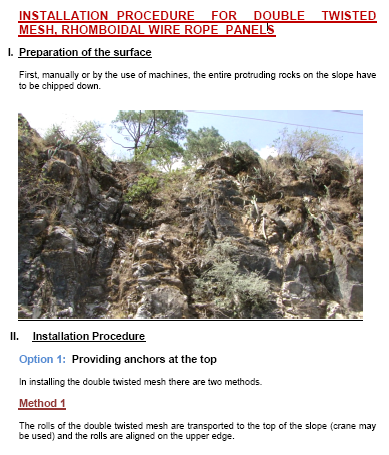 INSTALLATION PROCEDURE FOR DOUBLE TWISTED
MESH, RHOMBOIDAL WIRE ROPE PANELS
I. Preparation of the surface
First, manually or by the use of machines, the entire protruding rocks on the slope have
to be chipped down.
II. Installation Procedure
Option 1: Providing anchors at the top
In installing the double twisted mesh there are two methods.
Method 1
The rolls of the double twisted mesh are transported to the top of the slope (crane may
be used) and the rolls are aligned on the upper edge.